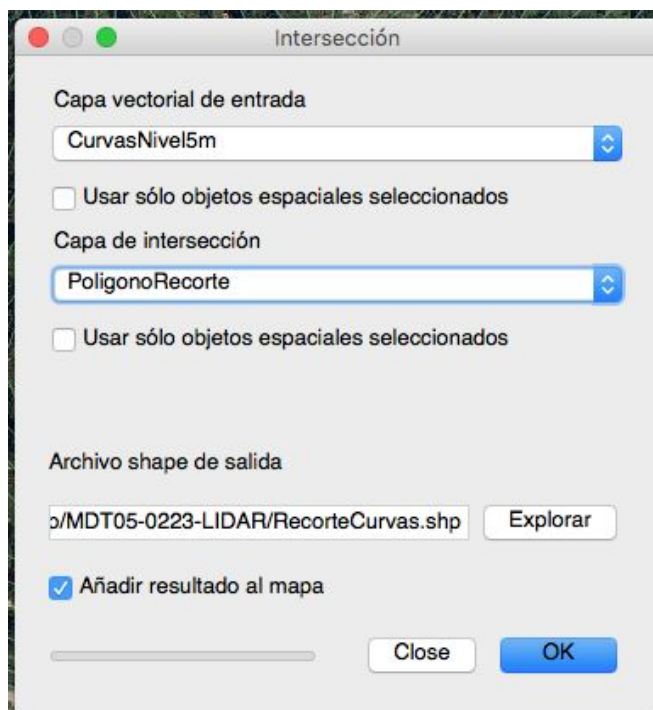 Intersección
Capa vectorial de entrada
CurvasNivel5m
Usar sólo objetos espaciales seleccionados
Capa de intersección
PoligonoRecorte
Usar sólo objetos espaciales seleccionados
Archivo shape de salida
o/MDT05-0223-LIDAR/RecorteCurvas.shp Explorar
Añadir resultado al mapa
Close OK